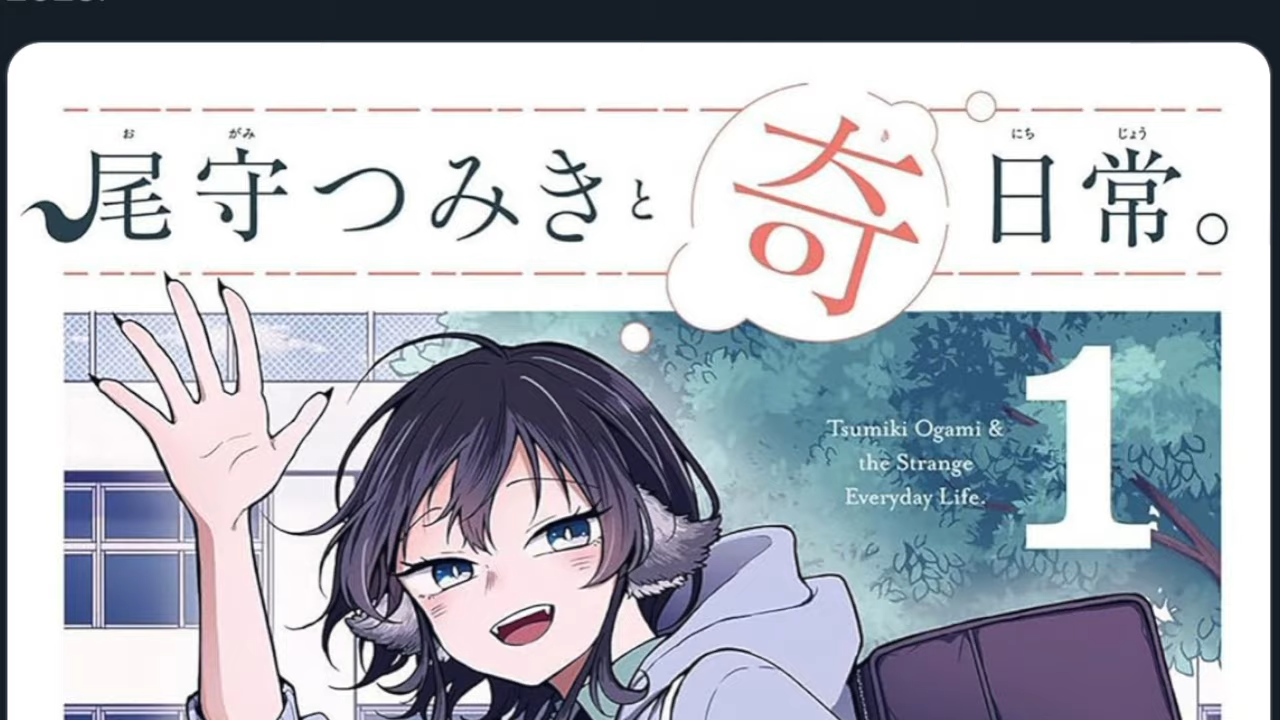 尾守つみきと奇日常。
お がみ き にち じょう
1
Tsumiki Ogami &
the Strange
Everyday Life.